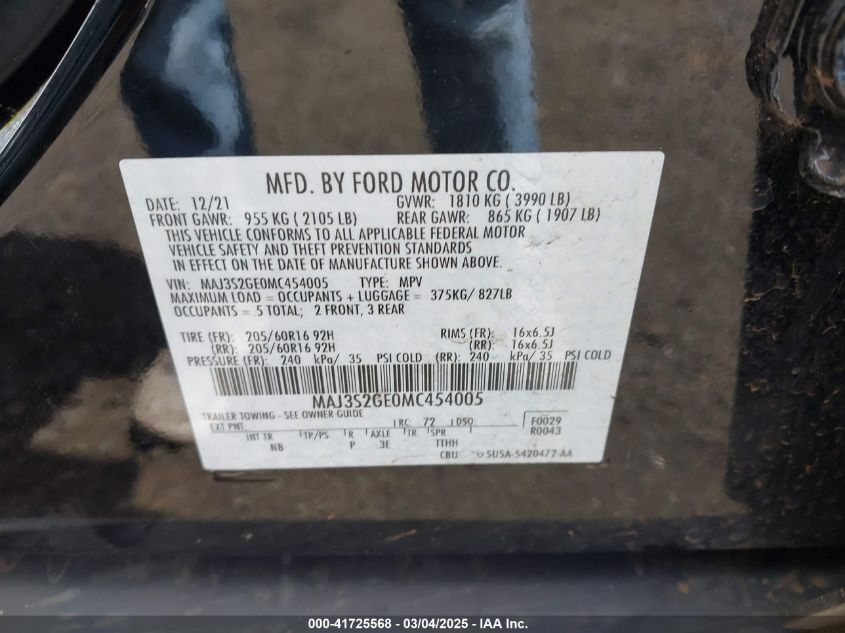 MFD. BY FORD MOTOR CO.
DATE: 12/21 GVWR: 1810 KG ( 3990 LB)
FRONT GAWR: 955 KG ( 2105 LB) REAR GAWR: 865 KG ( 1907 LB)
THIS VEHICLE CONFORMS TO ALL APPLICABLE FEDERAL MOTOR
VEHICLE SAFETY AND THEFT PREVENTION STANDARDS
IN EFFECT ON THE DATE OF MANUFACTURE SHOWN ABOVE.
VIN: MAJ3S2GE0MC454005 TYPE: MPV
MAXIMUM LOAD = OCCUPANTS + LUGGAGE = 375KG/ 827LB
OCCUPANTS = 5 TOTAL; 2 FRONT, 3 REAR
TIRE (FR): 205/60R16 92H RIMS (FR): 16x6.5J
(RR): 205/60R16 92H (RR): 16x6.5J
PRESSURE (FR): 240 kPa/ 35 PSI COLD (RR): 240 kPa/ 35 PSI COLD
MAJ3S2GE0MC454005
TRAILER TOWING - SEE OWNER GUIDE
EXT PNT: RC: 72 DSO: F0029
R0043
INT TR TP/PS R AXLE TR SPR
NB P 3E TTHH
CBU 5U5A-5420472-AA
000-41725568 - 03/04/2025 - IAA Inc.